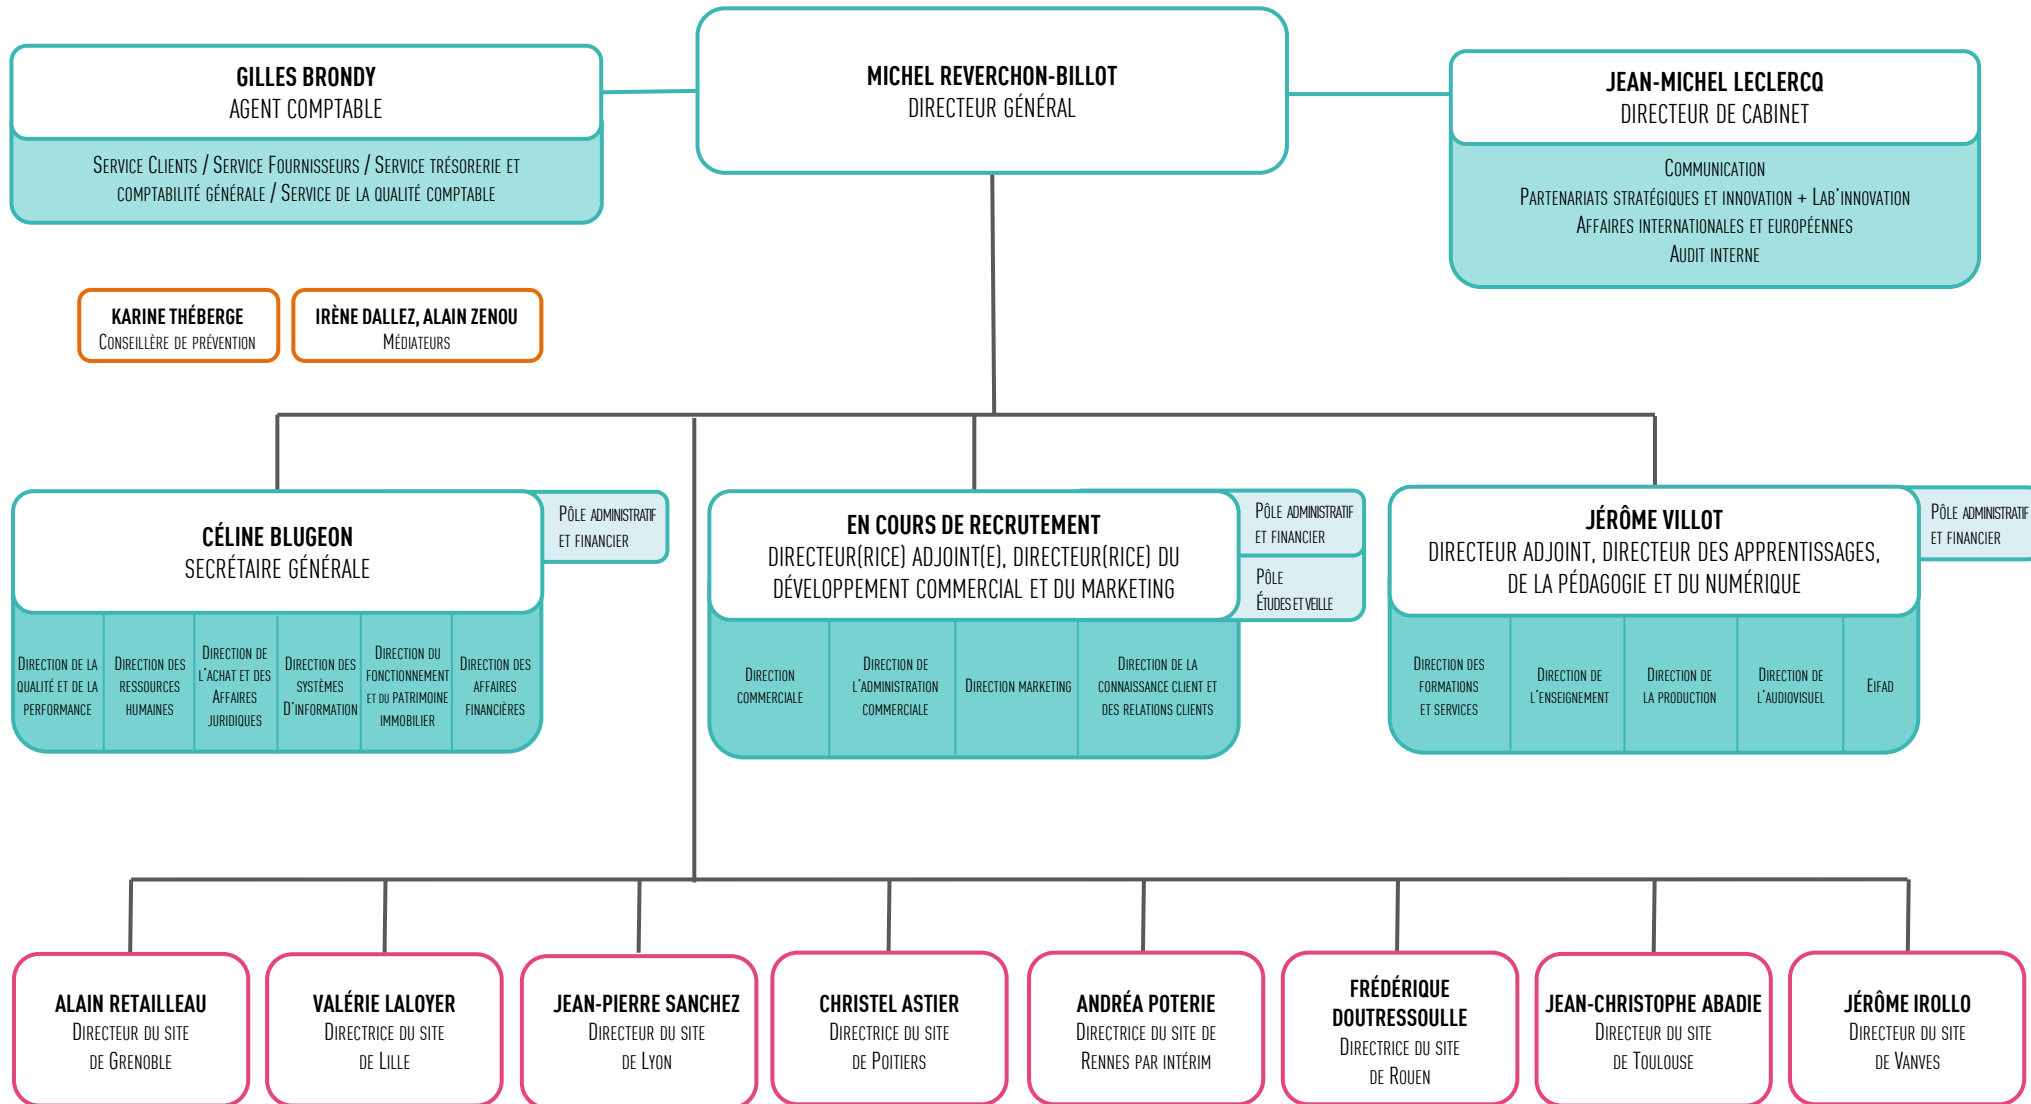 GILLES BRONDY
AGENT COMPTABLE
Service Clients / Service Fournisseurs / Service trésorerie et
comptabilité générale / Service de la qualité comptable
MICHEL REVERCHON-BILLOT
DIRECTEUR GÉNÉRAL
JEAN-MICHEL LECLERCQ
DIRECTEUR DE CABINET
Communication
Partenariats stratégiques et innovation + Lab'innovation
Affaires internationales et européennes
Audit interne
KARINE THÉBERGE
Conseillère de prévention
IRÈNE DALLEZ, ALAIN ZENOU
Médiateurs
CÉLINE BLUGEON
SECRÉTAIRE GÉNÉRALE
Pôle administratif
et financier
Direction de la
qualité et de la
performance
Direction des
ressources
humaines
Direction de
l'achat et des
Affaires
juridiques
Direction des
systèmes
D'information
Direction du
fonctionnement
et du patrimoine
immobilier
Direction des
affaires
financières
EN COURS DE RECRUTEMENT
DIRECTEUR(RICE) ADJOINT(E), DIRECTEUR(RICE) DU
DÉVELOPPEMENT COMMERCIAL ET DU MARKETING
Pôle administratif
et financier
Pôle
Études et veille
Direction
commerciale
Direction de
l'administration
commerciale
Direction marketing
Direction de la
connaissance client et
des relations clients
JÉRÔME VILLOT
DIRECTEUR ADJOINT, DIRECTEUR DES APPRENTISSAGES,
DE LA PÉDAGOGIE ET DU NUMÉRIQUE
Pôle administratif
et financier
Direction des
formations
et services
Direction de
l'enseignement
Direction de
la production
Direction de
l'audiovisuel
Eifad
ALAIN RETAILLEAU
Directeur du site
de Grenoble
VALÉRIE LALOYER
Directrice du site
de Lille
JEAN-PIERRE SANCHEZ
Directeur du site
de Lyon
CHRISTEL ASTIER
Directrice du site
de Poitiers
ANDRÉA POTERIE
Directrice du site de
Rennes par intérim
FRÉDÉRIQUE
DOUTRESSOULLE
Directrice du site
de Rouen
JEAN-CHRISTOPHE ABADIE
Directeur du site
de Toulouse
JÉRÔME IROLLO
Directeur du site
de Vanves